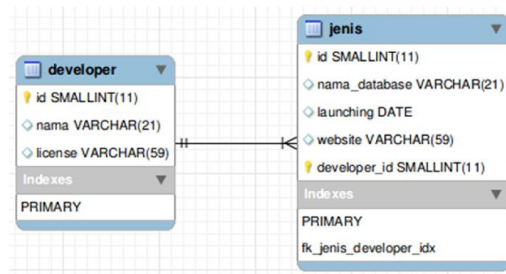 developer
id SMALLINT(11)
nama VARCHAR(21)
license VARCHAR(59)
Indexes
PRIMARY
jenis
id SMALLINT(11)
nama_database VARCHAR(21)
launching DATE
website VARCHAR(59)
developer_id SMALLINT(11)
Indexes
PRIMARY
fk_jenis_developer_idx